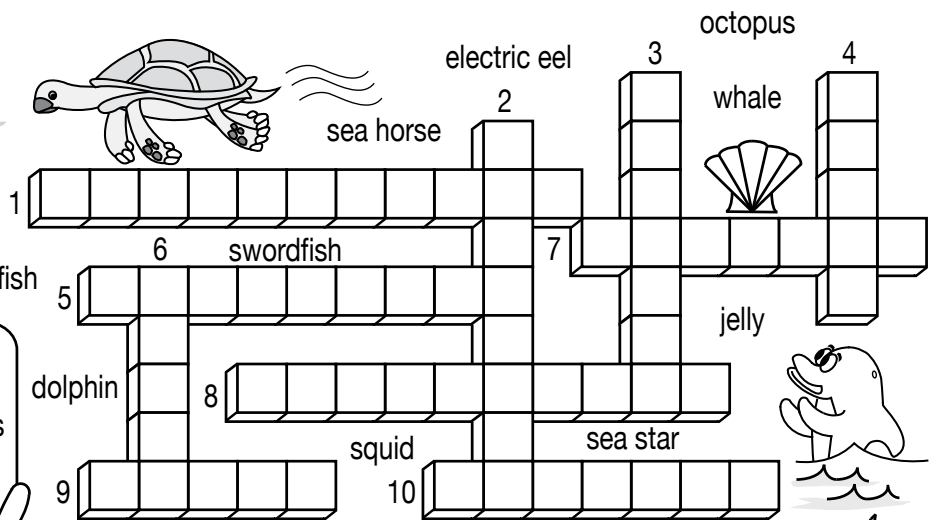 octopus
electric eel
3
4
2
whale
sea horse
1
6
swordfish
7
fish
5
jelly
dolphin
8
s
squid
sea star
9
10